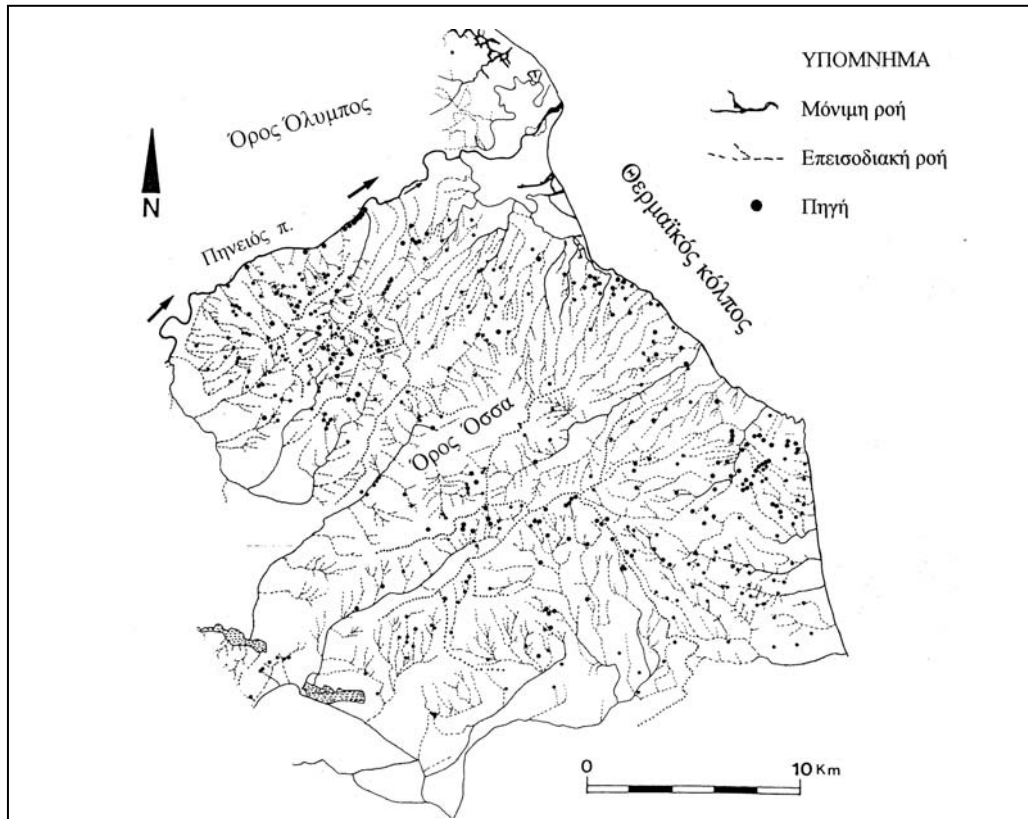 ΥΠΟΜΝΗΜΑ
Μόνιμη ροή
Επεισοδιακή ροή
Πηγή
Όρος Όλυμπος
N
Πηνειός π.
Θερμαϊκός κόλπος
Όρος Όσσα
0 10 Km